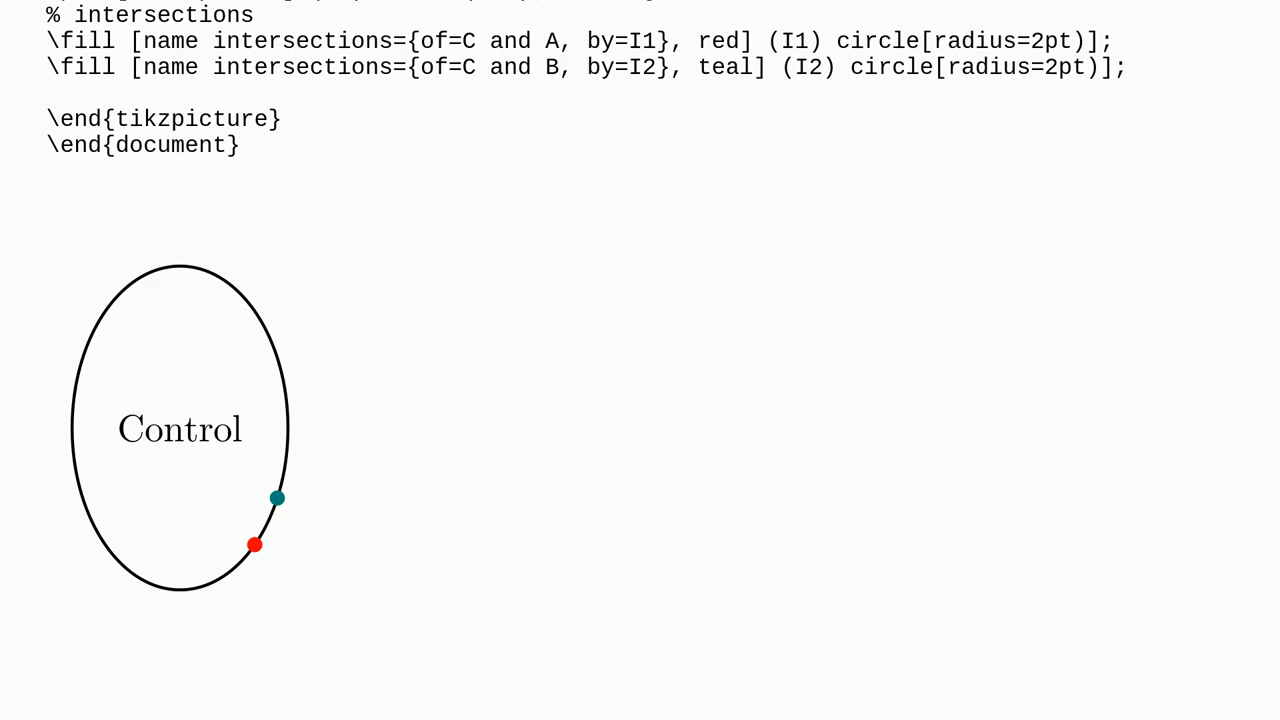 % intersections
\fill [name intersections={of=C and A, by=I1}, red] (I1) circle[radius=2pt)];
\fill [name intersections={of=C and B, by=I2}, teal] (I2) circle[radius=2pt)];
\end{tikzpicture}
\end{document}
Control